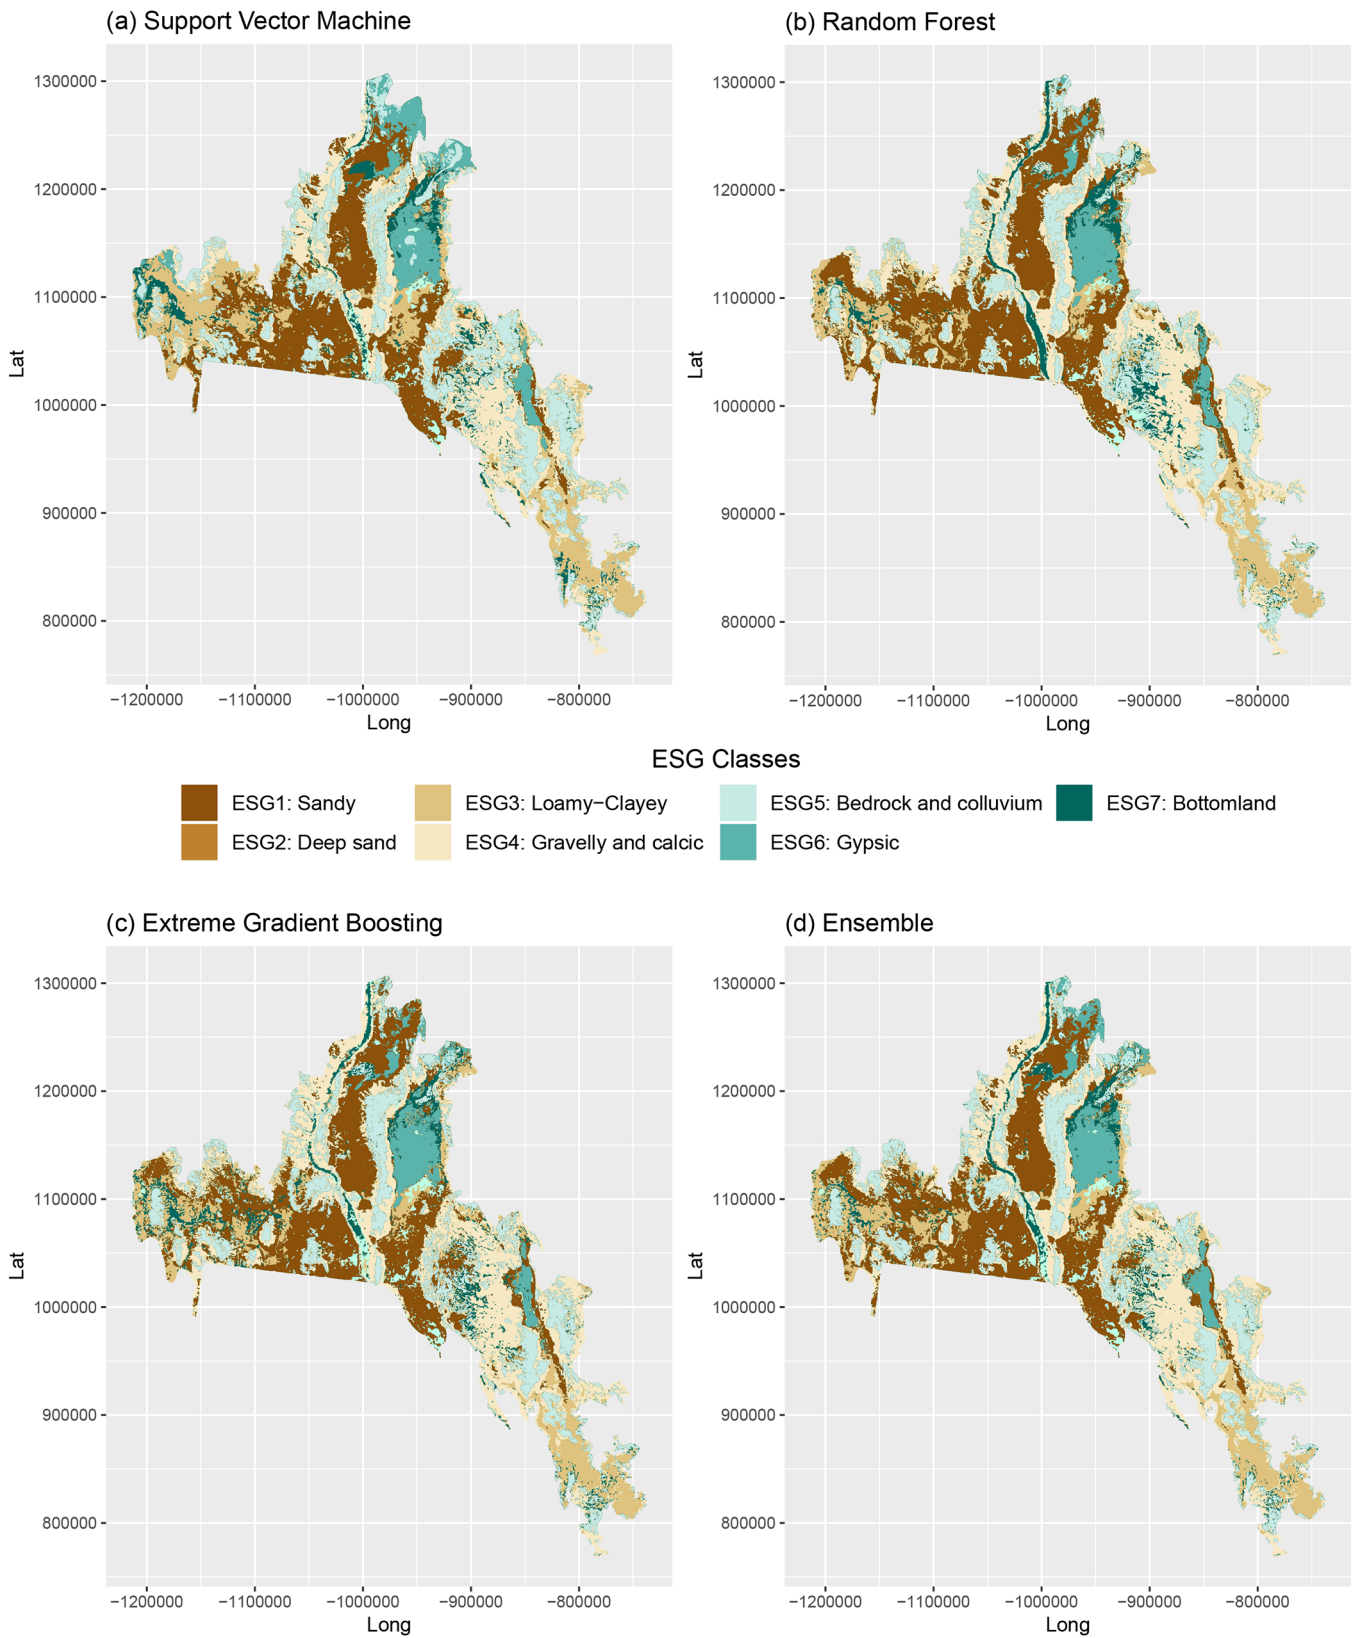 (a) Support Vector Machine
(b) Random Forest
1300000
1200000
1100000
1000000
900000
800000
Lat
−1200000
−1100000
−1000000
−900000
−800000
Long
1300000
1200000
1100000
1000000
900000
800000
Lat
−1200000
−1100000
−1000000
−900000
−800000
Long
ESG Classes
ESG1: Sandy
ESG3: Loamy−Clayey
ESG5: Bedrock and colluvium
ESG7: Bottomland
ESG2: Deep sand
ESG4: Gravelly and calcic
ESG6: Gypsic
(c) Extreme Gradient Boosting
(d) Ensemble
1300000
1200000
1100000
1000000
900000
800000
Lat
−1200000
−1100000
−1000000
−900000
−800000
Long
1300000
1200000
1100000
1000000
900000
800000
Lat
−1200000
−1100000
−1000000
−900000
−800000
Long